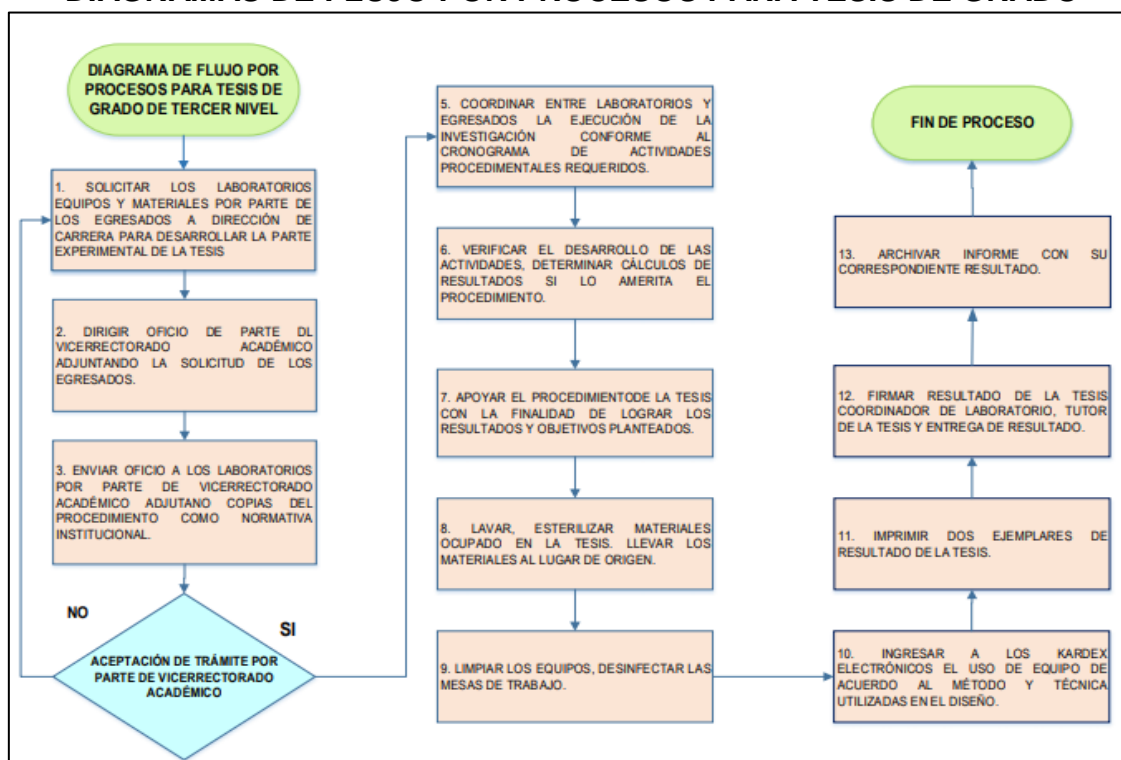 DIAGRAMAS DE FLUJO POR PROCESOS PARA TESIS DE GRADO
DIAGRAMA DE FLUJO POR
PROCESOS PARA TESIS DE
GRADO DE TERCER NIVEL
1. SOLICITAR LOS LABORATORIOS
EQUIPOS Y MATERIALES POR PARTE DE
LOS EGRESADOS A DIRECCIÓN DE
CARRERA PARA DESARROLLAR LA PARTE
EXPERIMENTAL DE LA TESIS
2. DIRIGIR OFICIO DE PARTE DL
VICERRECTORADO ACADÉMICO
ADJUNTANDO LA SOLICITUD DE LOS
EGRESADOS.
3. ENVIAR OFICIO A LOS LABORATORIOS
POR PARTE DE VICERRECTORADO
ACADÉMICO ADJUTANO COPIAS DEL
PROCEDIMIENTO COMO NORMATIVA
INSTITUCIONAL.
NO
SI
ACEPTACIÓN DE TRÁMITE POR
PARTE DE VICERRECTORADO
ACADÉMICO
5. COORDINAR ENTRE LABORATORIOS Y
EGRESADOS LA EJECUCIÓN DE LA
INVESTIGACIÓN CONFORME AL
CRONOGRAMA DE ACTIVIDADES
PROCEDIMENTALES REQUERIDOS.
6. VERIFICAR EL DESARROLLO DE LAS
ACTIVIDADES, DETERMINAR CÁLCULOS DE
RESULTADOS SI LO AMERITA EL
PROCEDIMIENTO.
7. APOYAR EL PROCEDIMIENTODE LA TESIS
CON LA FINALIDAD DE LOGRAR LOS
RESULTADOS Y OBJETIVOS PLANTEADOS.
8. LAVAR, ESTERILIZAR MATERIALES
OCUPADO EN LA TESIS. LLEVAR LOS
MATERIALES AL LUGAR DE ORIGEN.
9. LIMPIAR LOS EQUIPOS, DESINFECTAR LAS
MESAS DE TRABAJO.
10. INGRESAR A LOS KARDEX
ELECTRÓNICOS EL USO DE EQUIPO DE
ACUERDO AL MÉTODO Y TÉCNICA
UTILIZADAS EN EL DISEÑO.
11. IMPRIMIR DOS EJEMPLARES DE
RESULTADO DE LA TESIS.
12. FIRMAR RESULTADO DE LA TESIS
COORDINADOR DE LABORATORIO, TUTOR
DE LA TESIS Y ENTREGA DE RESULTADO.
13. ARCHIVAR INFORME CON SU
CORRESPONDIENTE RESULTADO.
FIN DE PROCESO